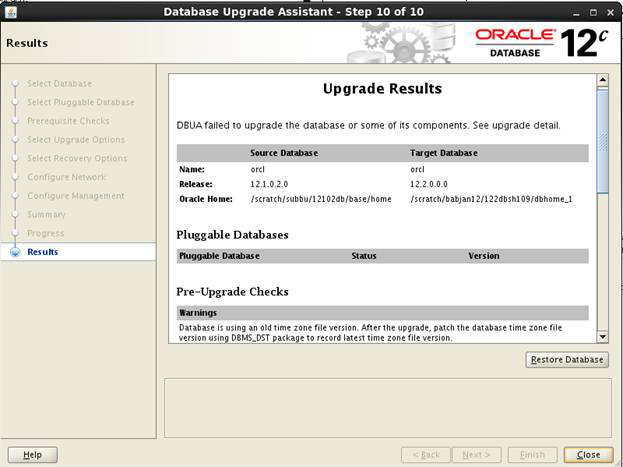 Database Upgrade Assistant - Step 10 of 10
Results
ORACLE
DATABASE
12c
Select Database
Select Pluggable Database
Prerequisite Checks
Select Upgrade Options
Select Recovery Options
Configure Network
Configure Management
Summary
Progress
Results
Upgrade Results
DBUA failed to upgrade the database or some of its components. See upgrade detail.
Source Database Target Database
Name: orcl orcl
Release: 12.1.0.2.0 12.2.0.0.0
Oracle Home: /scratch/subbu/12102db/base/home /scratch/babjan12/122dbsh109/dbhome_1
Pluggable Databases
Pluggable Database Status Version
Pre-Upgrade Checks
Warnings
Database is using an old time zone file version. After the upgrade, patch the database time zone file
version using DBMS_DST package to record latest time zone file version.
Restore Database
Help
< Back Next > Finish Close